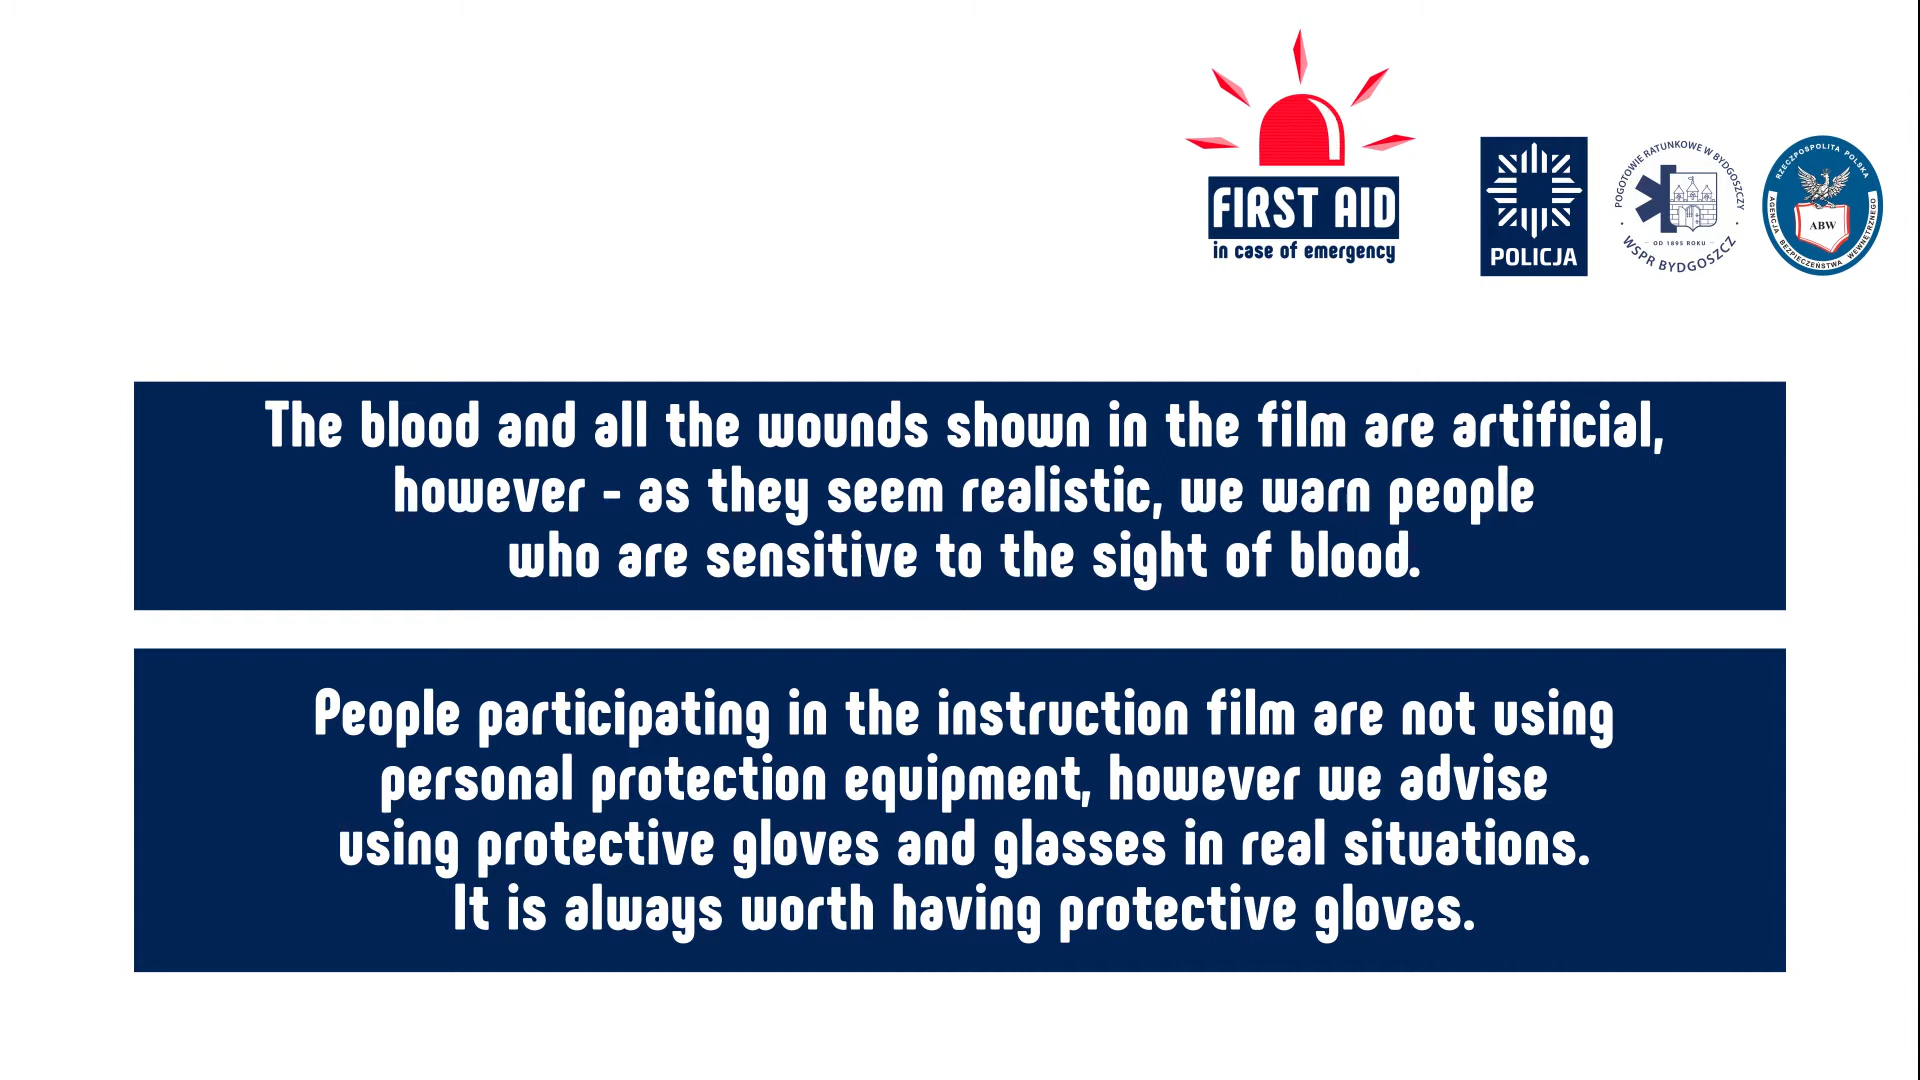 FIRST AID
in case of emergency
POLICJA
POGOTOWIE RATUNKOWE W BYDGOSZCZY
OD 1895 ROKU
WSPR BYDGOSZCZ
RZECZPOSPOLITA POLSKA
ABW
AGENCJA BEZPIECZEŃSTWA WEWNĘTRZNEGO
The blood and all the wounds shown in the film are artificial,
however - as they seem realistic, we warn people
who are sensitive to the sight of blood.
People participating in the instruction film are not using
personal protection equipment, however we advise
using protective gloves and glasses in real situations.
It is always worth having protective gloves.